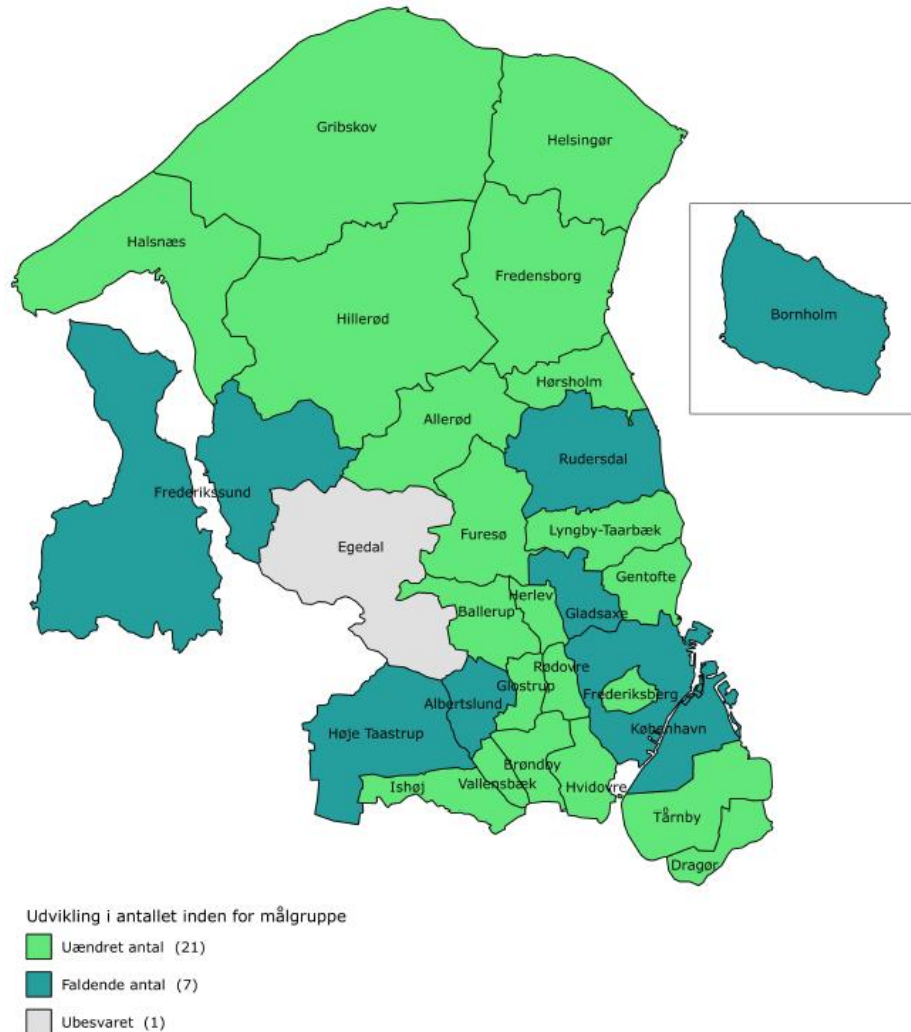 Gribskov
Helsingør
Halsnæs
Fredensborg
Hillerød
Bornholm
Hørsholm
Allerød
Rudersdal
Frederikssund
Furesø
Lyngby-Taarbæk
Egedal
Gentofte
Herlev
Ballerup
Gladsaxe
Rødovre
Glostrup
Frederiksberg
Albertslund
København
Høje Taastrup
Brøndby
Ishøj
Vallensbæk
Hvidovre
Tårnby
Dragør
Udvikling i antallet inden for målgruppe
Uændret antal (21)
Faldende antal (7)
Ubesvaret (1)